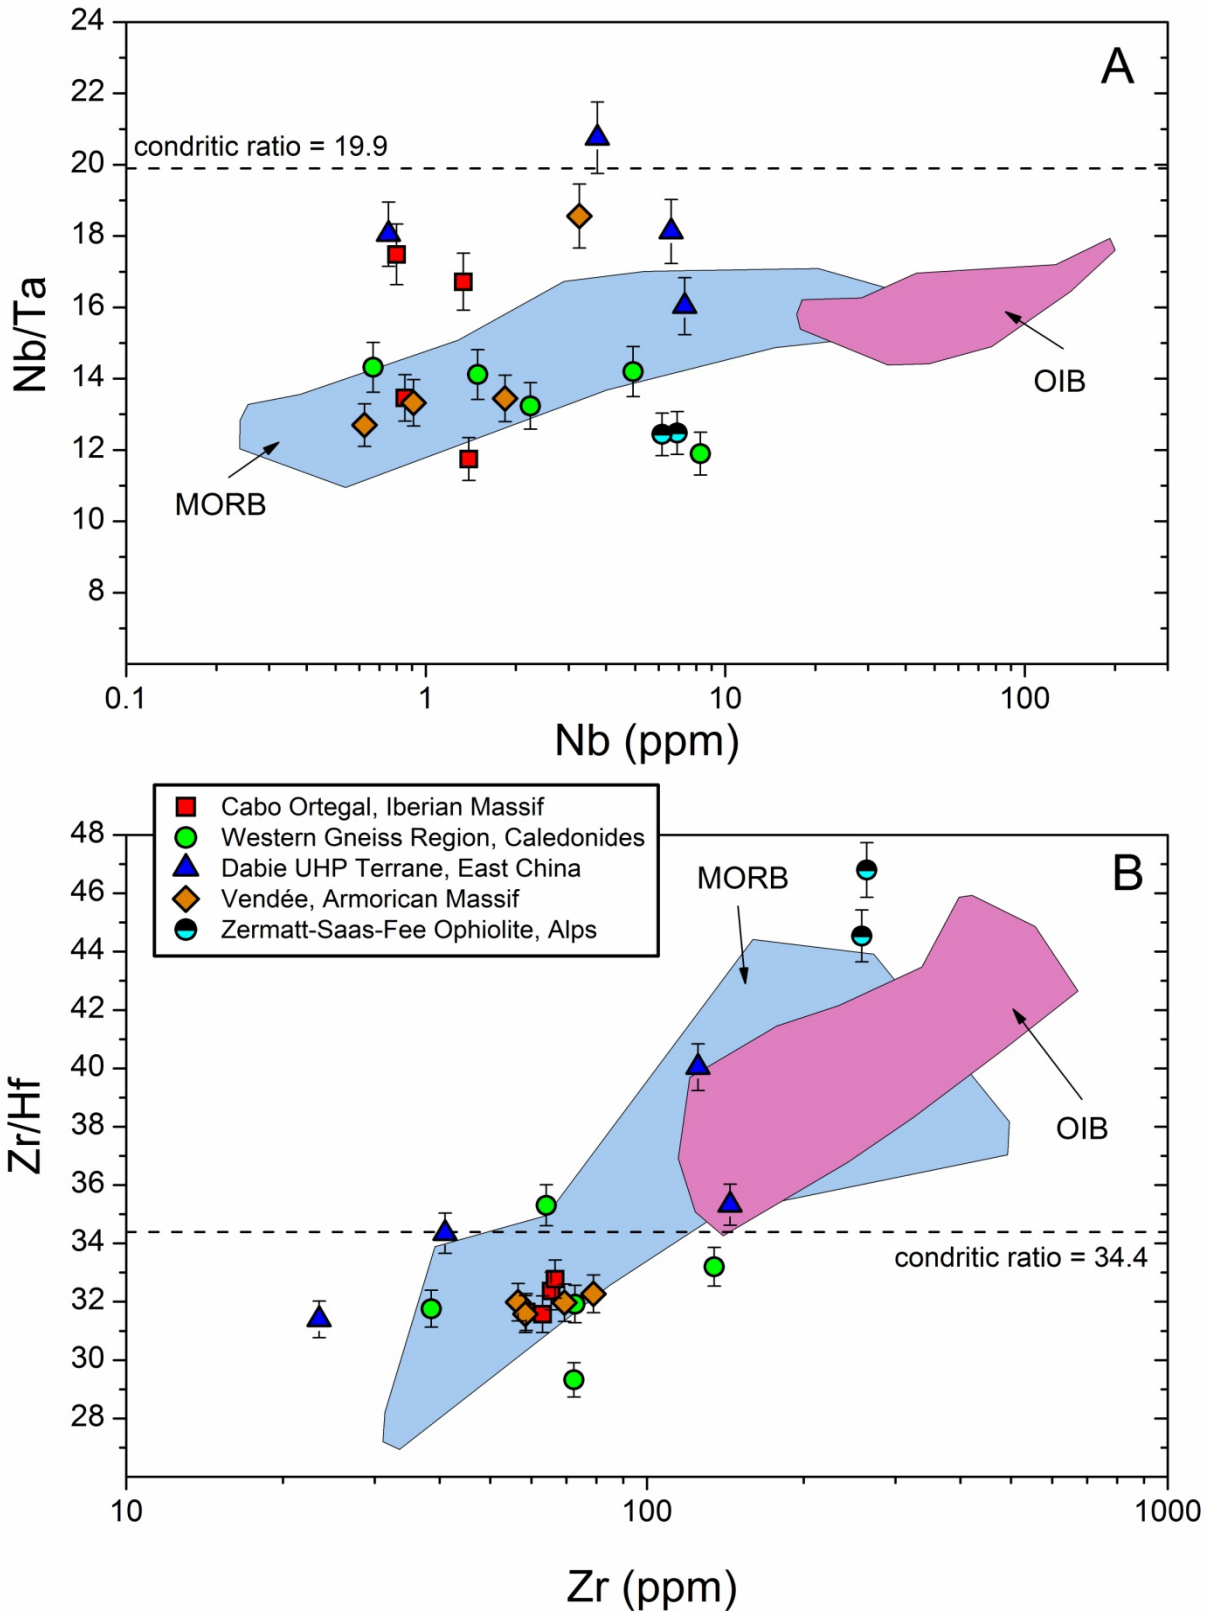 24
22
20
18
16
14
12
10
8
Nb/Ta
A
condritic ratio = 19.9
OIB
MORB
0.1
1
10
100
Nb (ppm)
Cabo Ortegal, Iberian Massif
Western Gneiss Region, Caledonides
Dabie UHP Terrane, East China
Vendée, Armorican Massif
Zermatt-Saas-Fee Ophiolite, Alps
48
46
44
42
40
38
36
34
32
30
28
Zr/Hf
B
MORB
OIB
condritic ratio = 34.4
10
100
1000
Zr (ppm)